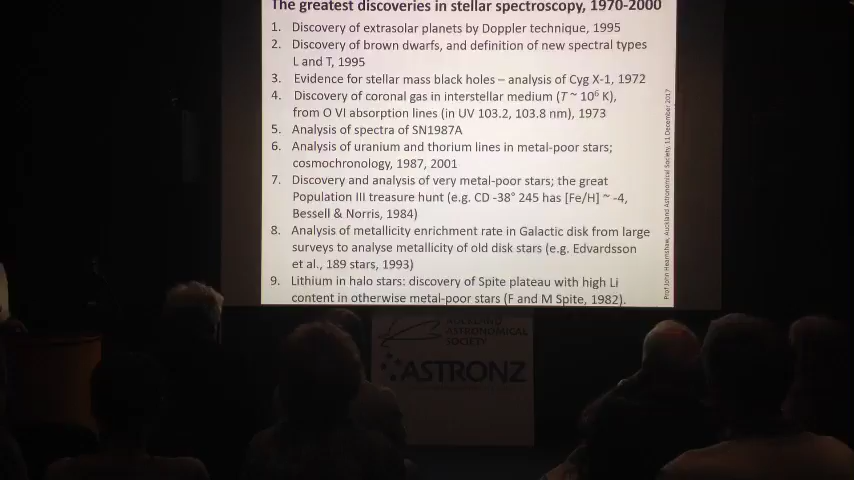 The greatest discoveries in stellar spectroscopy, 1970-2000
1. Discovery of extrasolar planets by Doppler technique, 1995
2. Discovery of brown dwarfs, and definition of new spectral types
L and T, 1995
3. Evidence for stellar mass black holes – analysis of Cyg X-1, 1972
4. Discovery of coronal gas in interstellar medium (T ~ 10⁶ K),
from O VI absorption lines (in UV 103.2, 103.8 nm), 1973
5. Analysis of spectra of SN1987A
6. Analysis of uranium and thorium lines in metal-poor stars;
cosmochronology, 1987, 2001
7. Discovery and analysis of very metal-poor stars; the great
Population III treasure hunt (e.g. CD -38° 245 has [Fe/H] ~ -4,
Bessell & Norris, 1984)
8. Analysis of metallicity enrichment rate in Galactic disk from large
surveys to analyse metallicity of old disk stars (e.g. Edvardsson
et al., 189 stars, 1993)
9. Lithium in halo stars: discovery of Spite plateau with high Li
content in otherwise metal-poor stars (F and M Spite, 1982).
Prof John Hearnshaw, Auckland Astronomical Society, 11 December 2017
AUCKLAND
ASTRONOMICAL
SOCIETY
ASTRONZ